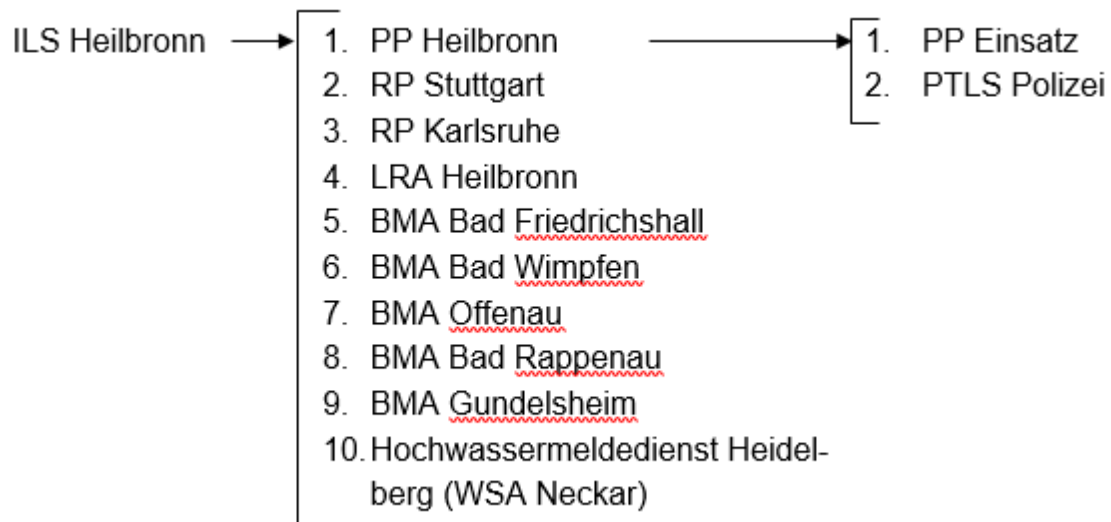 ILS Heilbronn
1. PP Heilbronn
2. RP Stuttgart
3. RP Karlsruhe
4. LRA Heilbronn
5. BMA Bad Friedrichshall
6. BMA Bad Wimpfen
7. BMA Offenau
8. BMA Bad Rappenau
9. BMA Gundelsheim
10. Hochwassermeldedienst Heidel-
berg (WSA Neckar)
1. PP Einsatz
2. PTLS Polizei